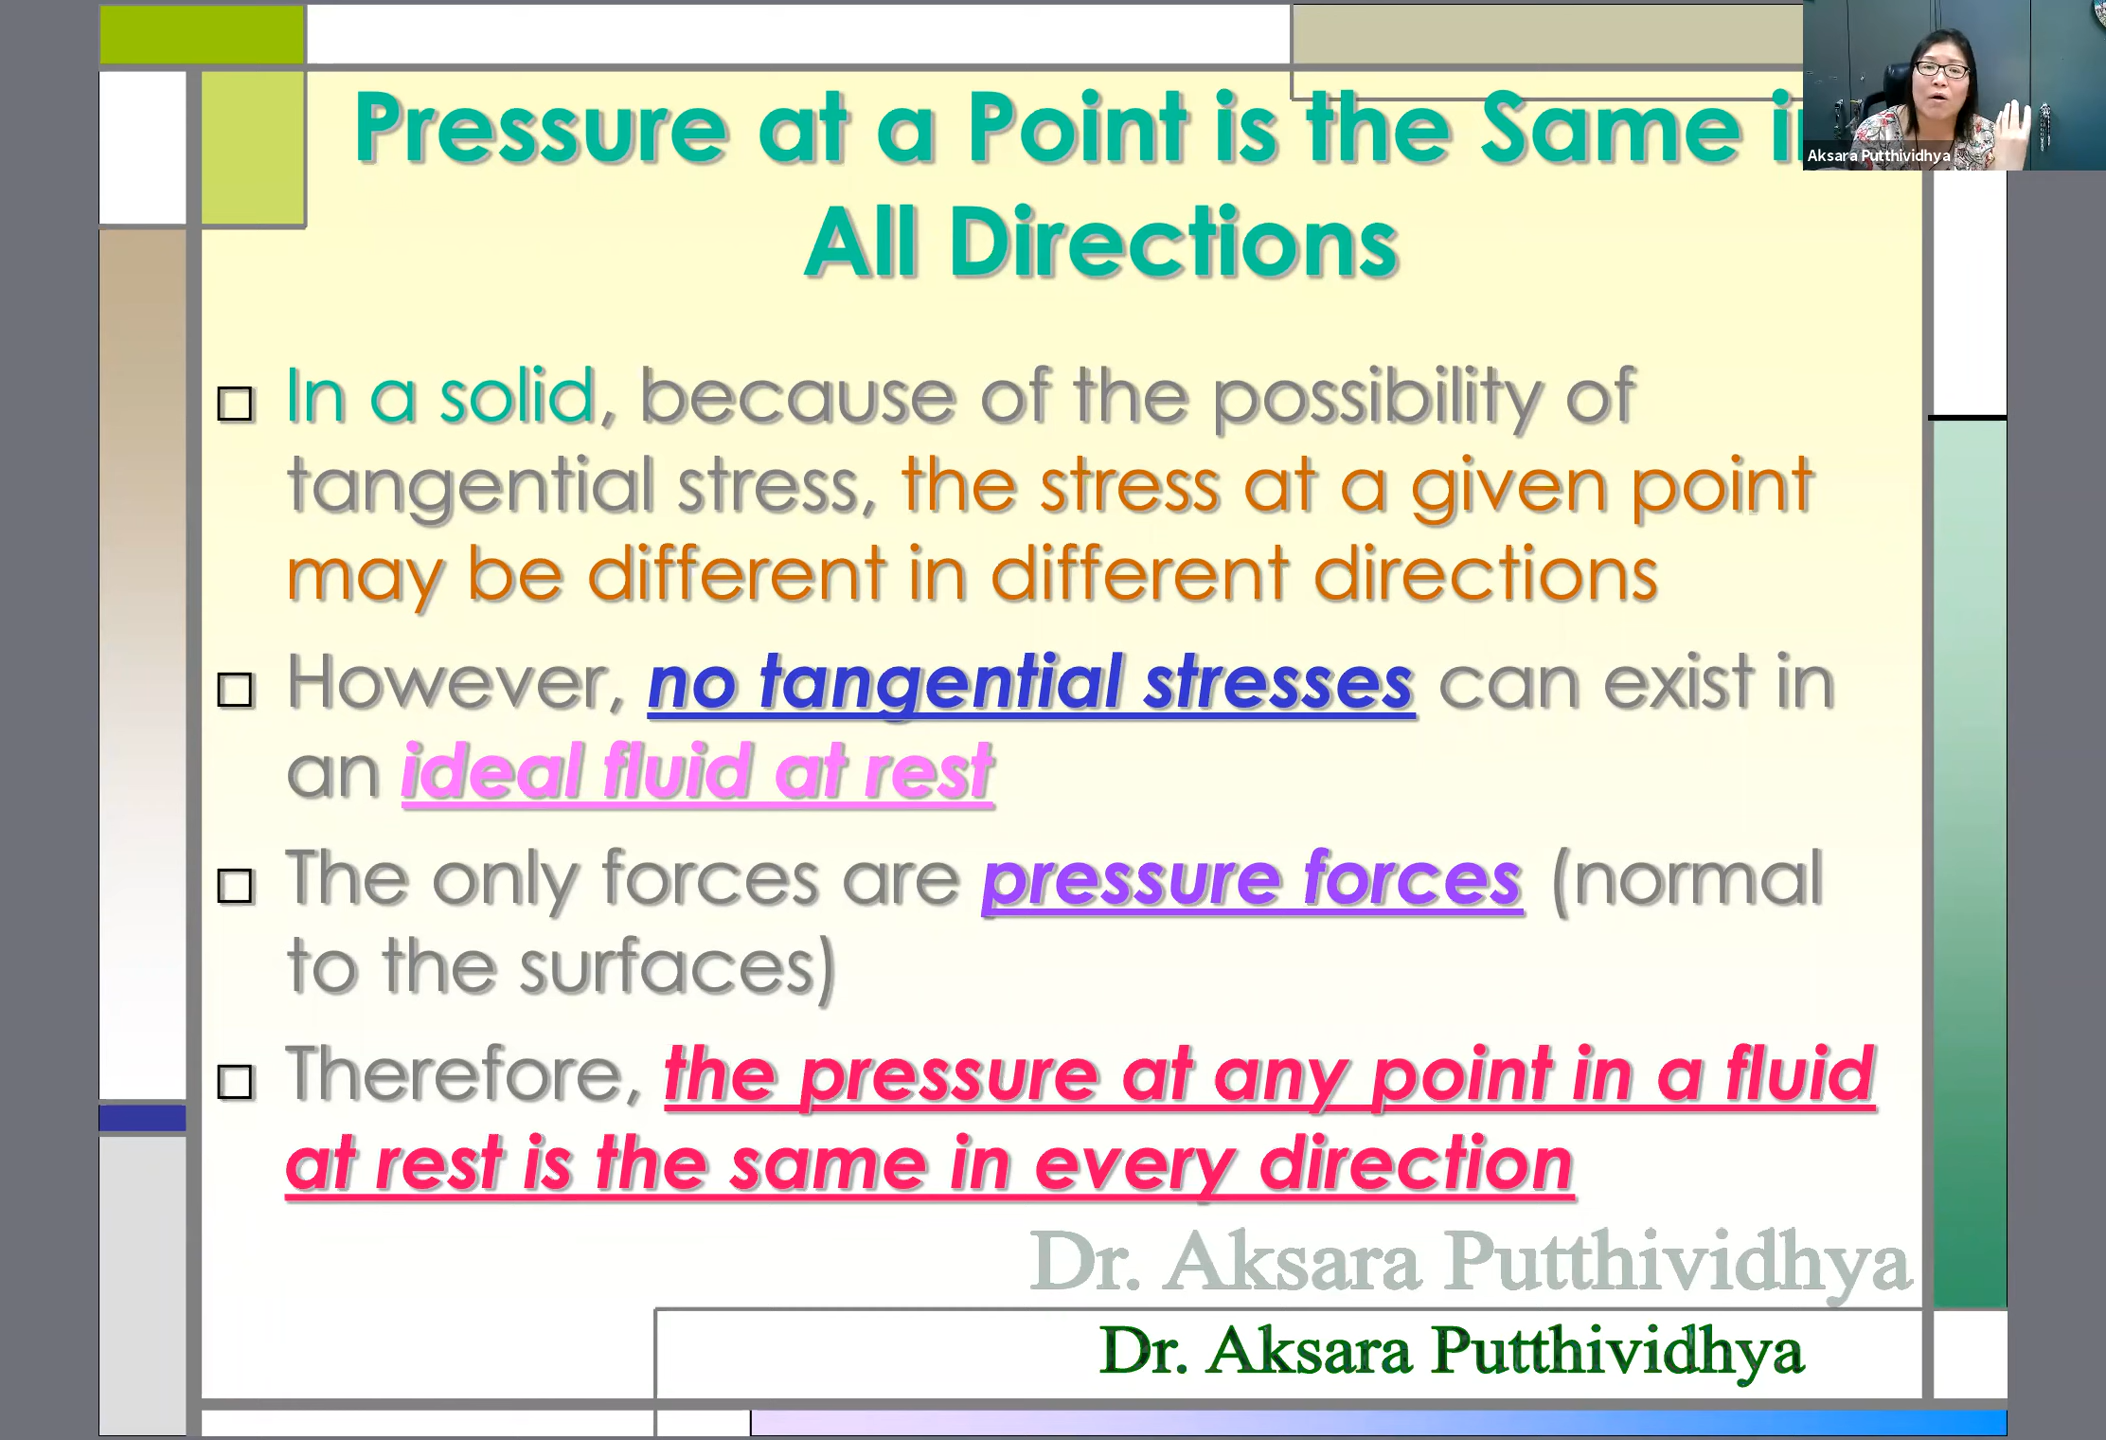 Pressure at a Point is the Same
All Directions
Aksara Putthividhya
In a solid, because of the possibility of
tangential stress, the stress at a given point
may be different in different directions
However, no tangential stresses can exist in
an ideal fluid at rest
The only forces are pressure forces (normal
to the surfaces)
Therefore, the pressure at any point in a fluid
at rest is the same in every direction
Dr. Aksara Putthividhya
Dr. Aksara Putthividhya